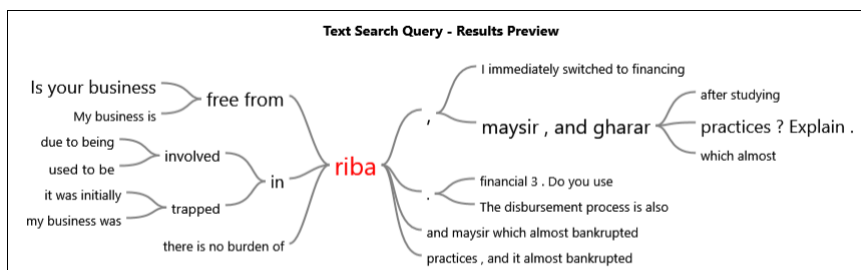 Text Search Query - Results Preview
Is your business
My business is
free from
due to being
used to be
involved
it was initially
my business was
trapped
in
there is no burden of
riba
,
I immediately switched to financing
maysir , and gharar
after studying
practices ? Explain .
which almost
.
financial 3 . Do you use
The disbursement process is also
and maysir which almost bankrupted
practices , and it almost bankrupted